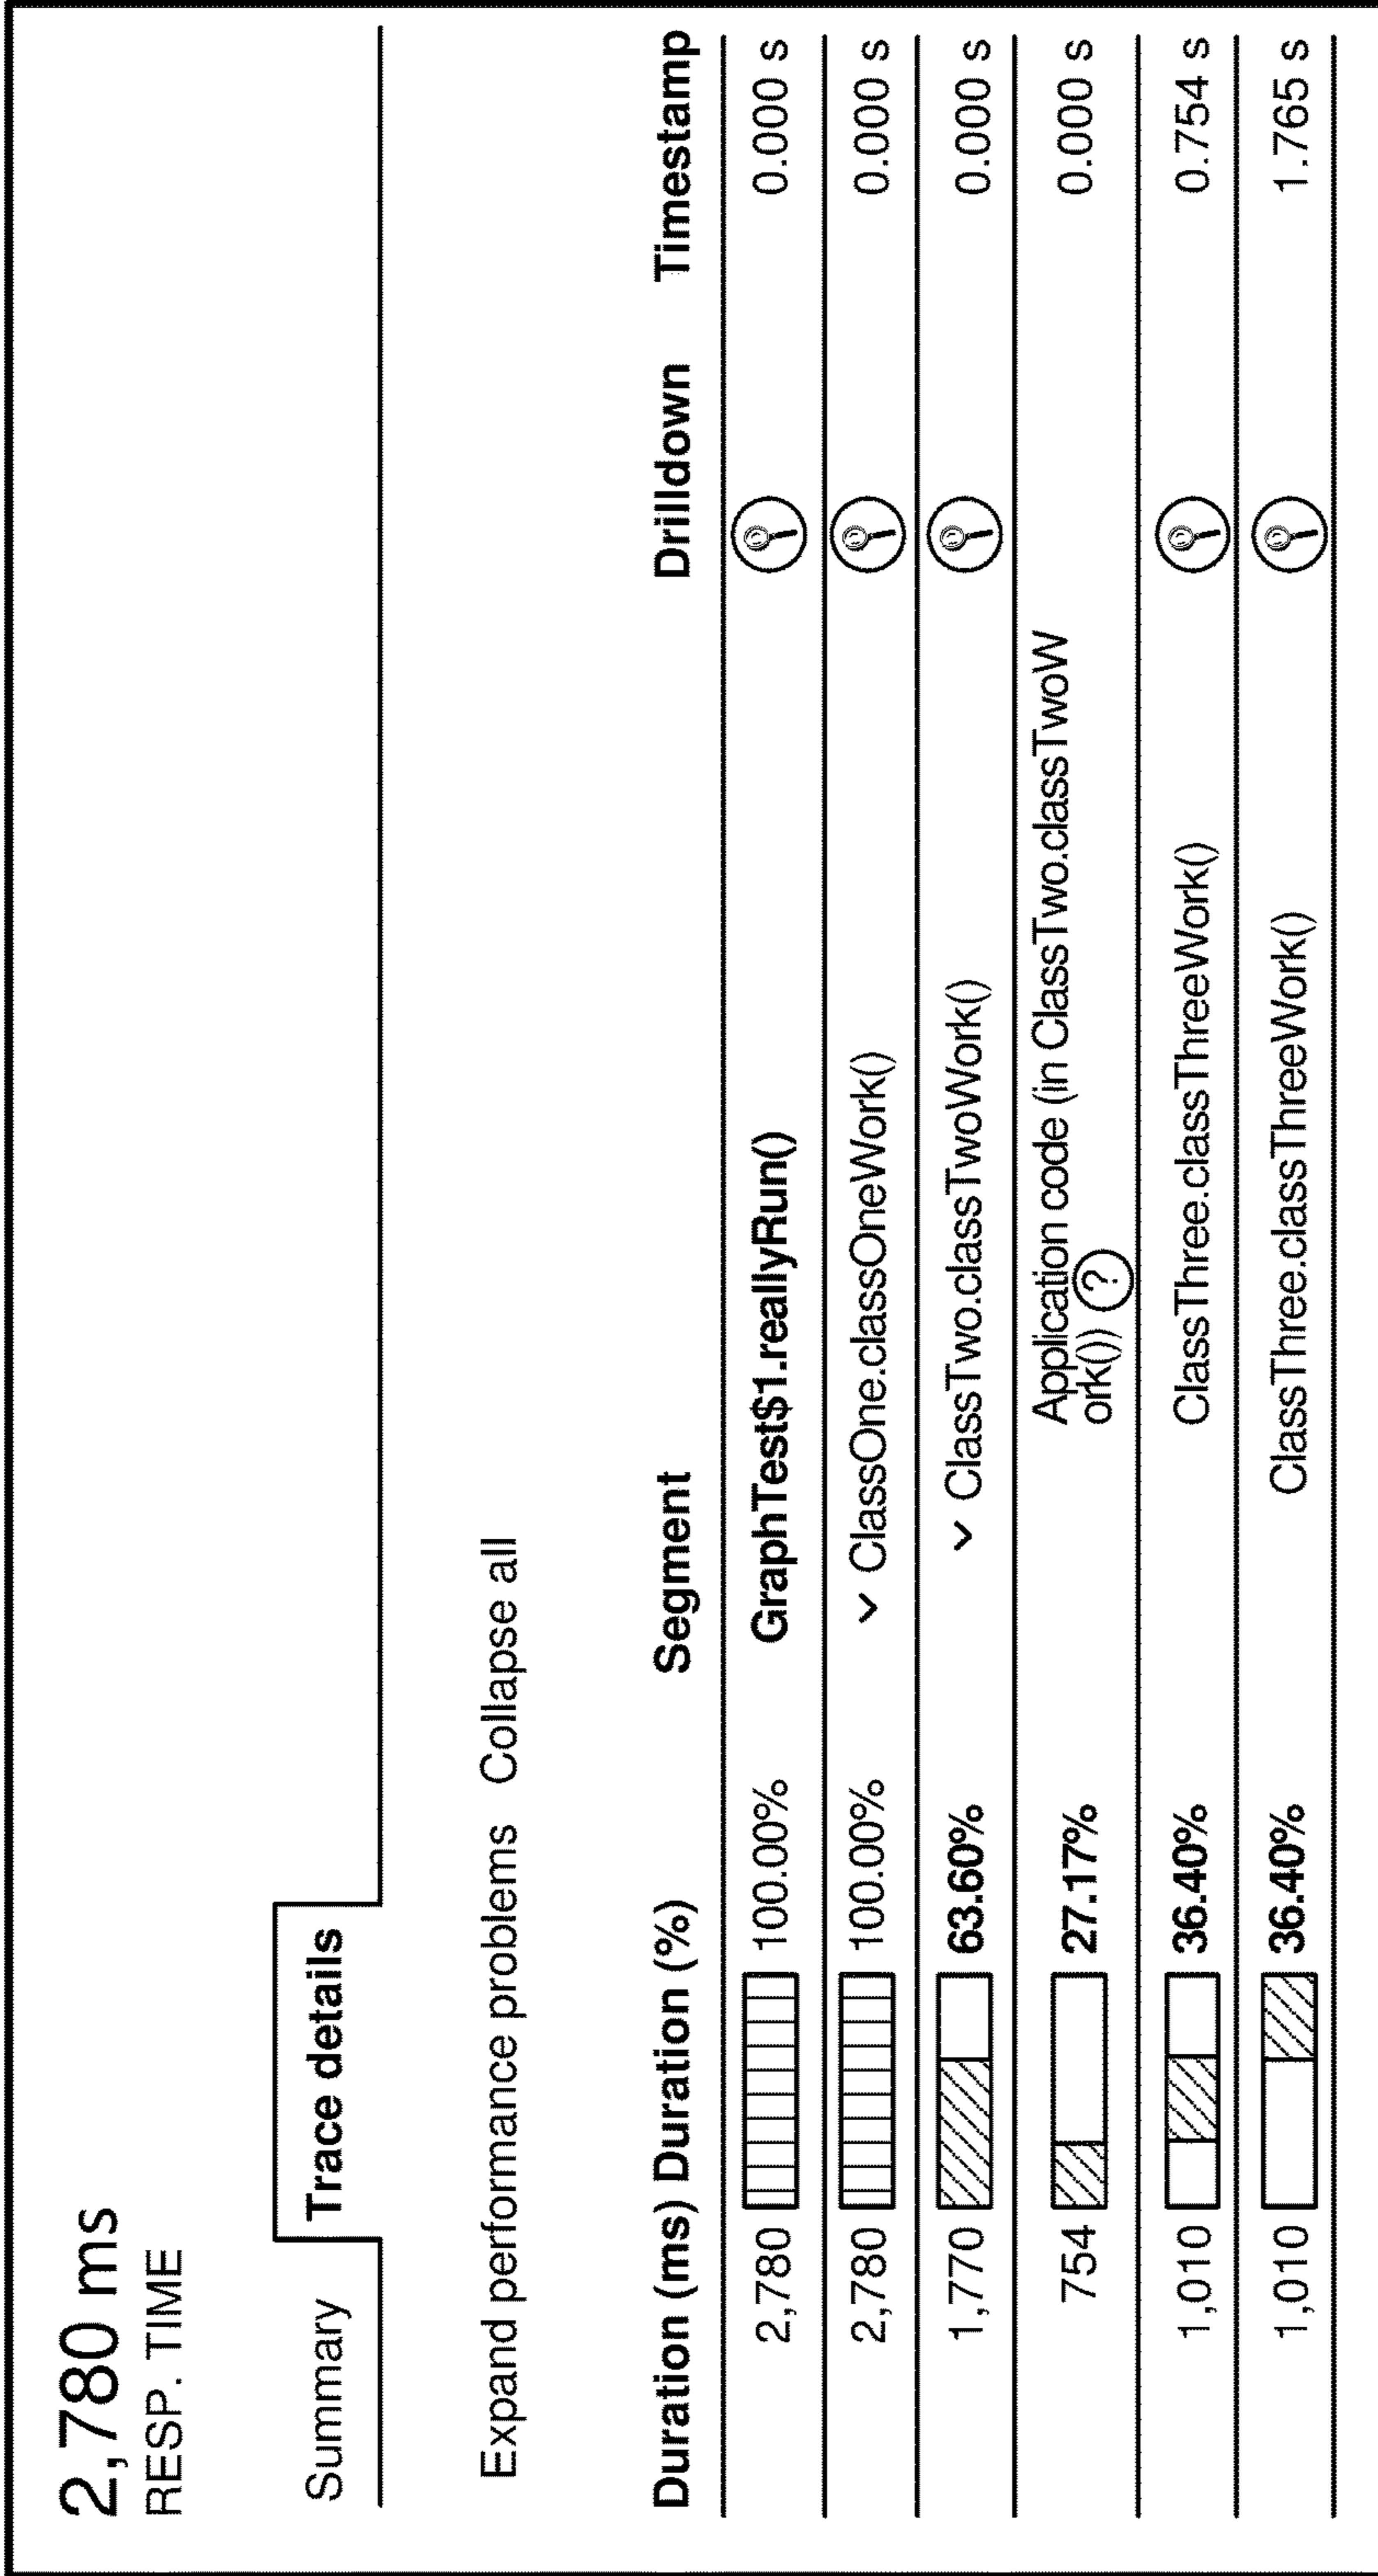 2,780 ms
RESP. TIME
Summary Trace details
Expand performance problems Collapse all
Duration (ms) Duration (%) Segment Drilldown Timestamp
2,780 100.00% GraphTest$1.reallyRun() 0.000 s
2,780 100.00% ClassOne.classOneWork() 0.000 s
1,770 63.60% ClassTwo.classTwoWork() 0.000 s
754 27.17% Application code (in ClassTwo.classTwoW 0.000 s
ork()) ?
1,010 36.40% ClassThree.classThreeWork() 0.754 s
1,010 36.40% ClassThree.classThreeWork() 1.765 s